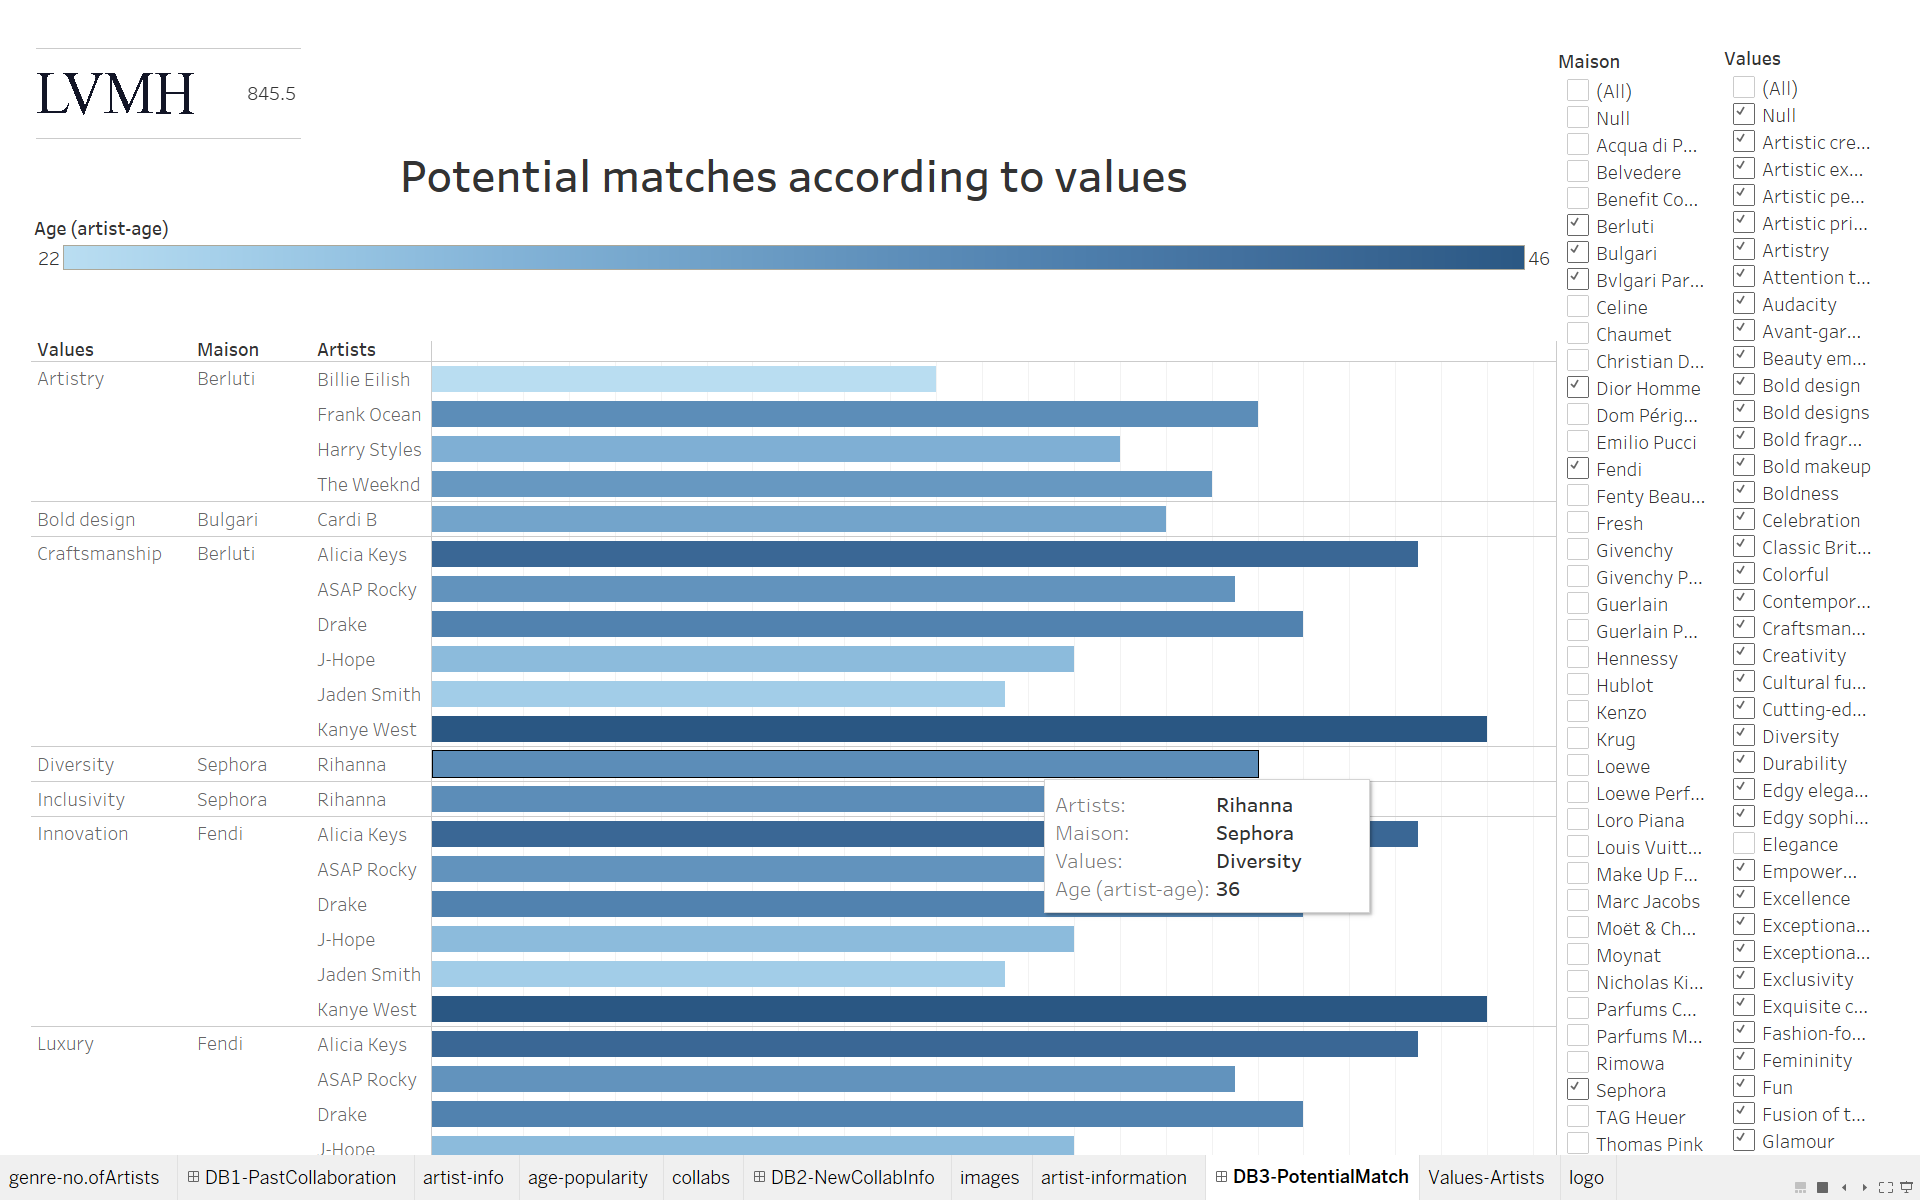 LVMH 845.5
Potential matches according to values
Age (artist-age)
22 46
Values Maison Artists
Artistry Berluti Billie Eilish
Frank Ocean
Harry Styles
The Weeknd
Bold design Bulgari Cardi B
Craftsmanship Berluti Alicia Keys
ASAP Rocky
Drake
J-Hope
Jaden Smith
Kanye West
Diversity Sephora Rihanna
Inclusivity Sephora Rihanna
Innovation Fendi Alicia Keys
ASAP Rocky
Drake
J-Hope
Jaden Smith
Kanye West
Luxury Fendi Alicia Keys
ASAP Rocky
Drake
J-Hope
Artists: Rihanna
Maison: Sephora
Values: Diversity
Age (artist-age): 36
Maison
(All)
Null
Acqua di P...
Belvedere
Benefit Co...
Berluti
Bulgari
Bvlgari Par...
Celine
Chaumet
Christian D...
Dior Homme
Dom Périg...
Emilio Pucci
Fendi
Fenty Beau...
Fresh
Givenchy
Givenchy P...
Guerlain
Guerlain P...
Hennessy
Hublot
Kenzo
Krug
Loewe
Loewe Perf...
Loro Piana
Louis Vuitt...
Make Up F...
Marc Jacobs
Moët & Ch...
Moynat
Nicholas Ki...
Parfums C...
Parfums M...
Rimowa
Sephora
TAG Heuer
Thomas Pink
Values
(All)
Null
Artistic cre...
Artistic ex...
Artistic pe...
Artistic pri...
Artistry
Attention t...
Audacity
Avant-gar...
Beauty em...
Bold design
Bold designs
Bold fragr...
Bold makeup
Boldness
Celebration
Classic Brit...
Colorful
Contempor...
Craftsman...
Creativity
Cultural fu...
Cutting-ed...
Diversity
Durability
Edgy elega...
Edgy sophi...
Elegance
Empower...
Excellence
Exceptiona...
Exceptiona...
Exclusivity
Exquisite c...
Fashion-fo...
Femininity
Fun
Fusion of t...
Glamour
genre-no.ofArtists DB1-PastCollaboration artist-info age-popularity collabs DB2-NewCollabInfo images artist-information DB3-PotentialMatch Values-Artists logo